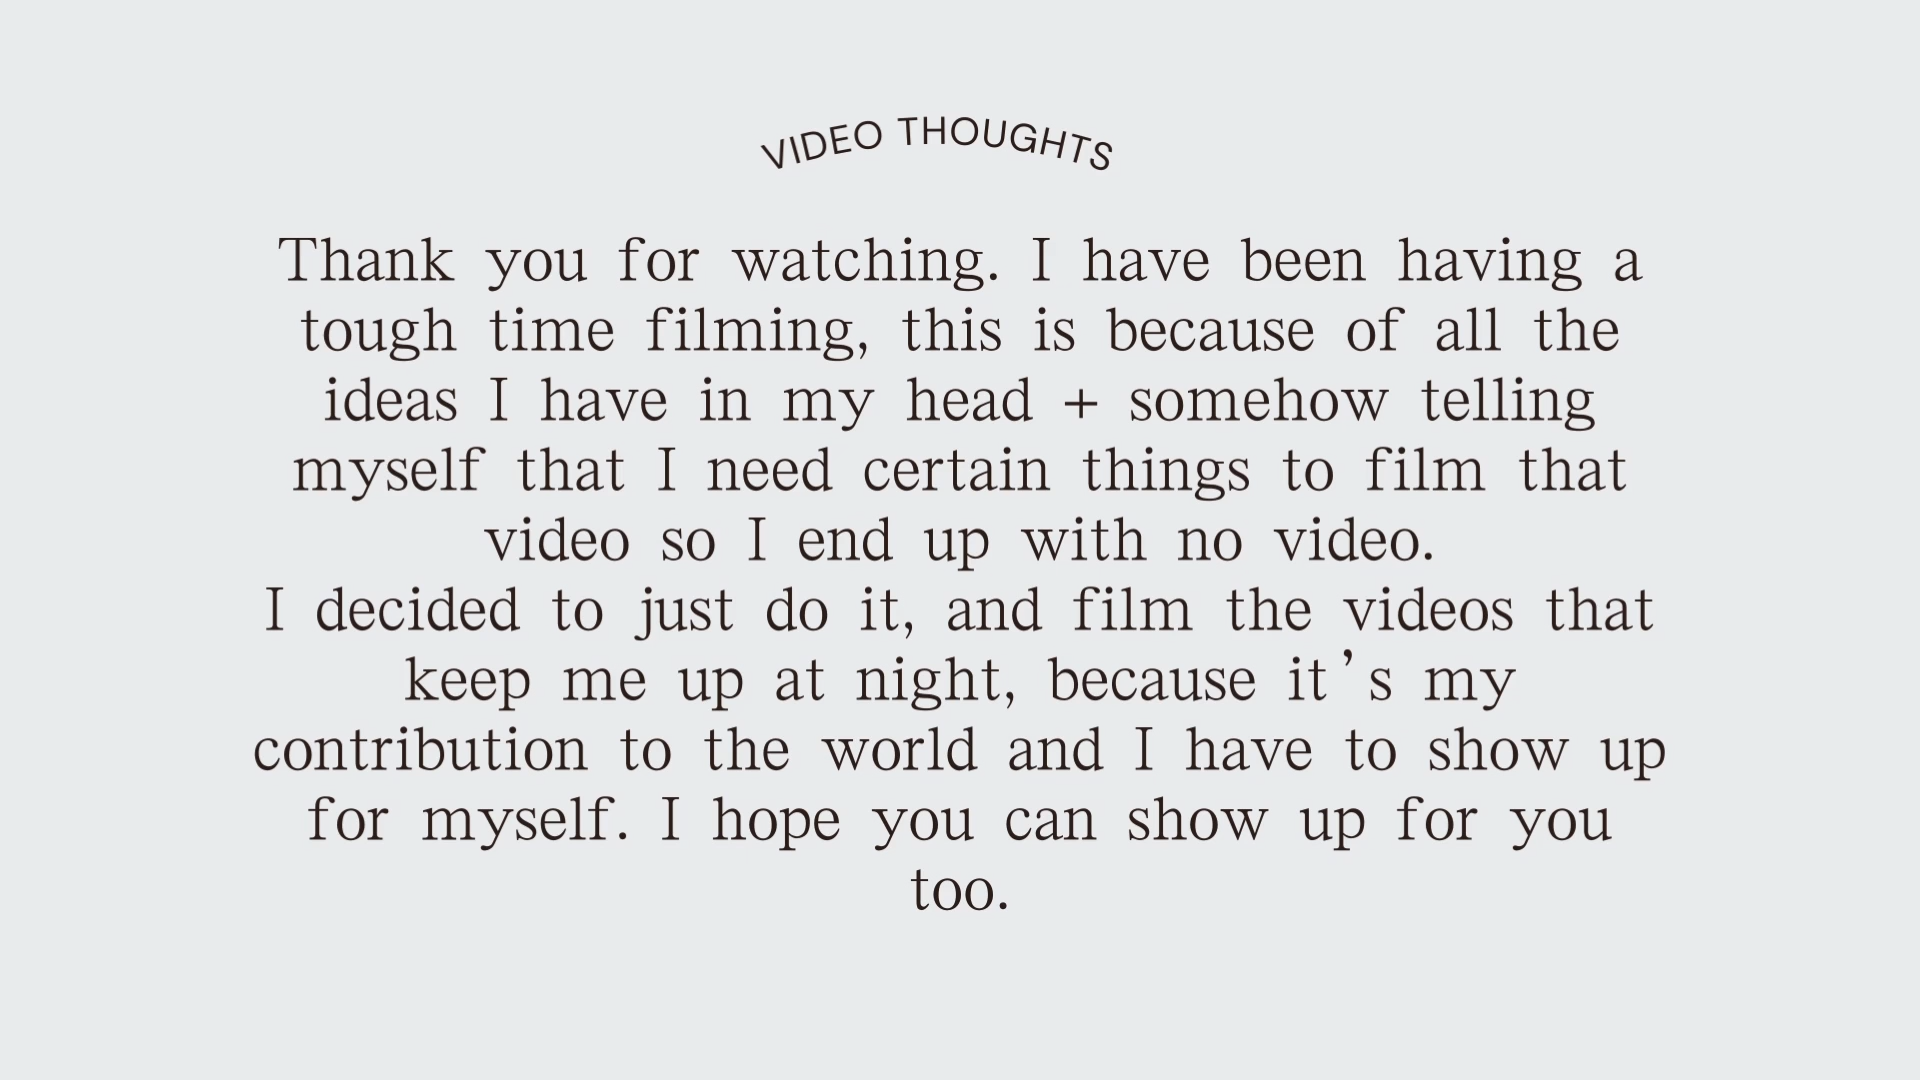 VIDEO THOUGHTS
Thank you for watching. I have been having a
tough time filming, this is because of all the
ideas I have in my head + somehow telling
myself that I need certain things to film that
video so I end up with no video.
I decided to just do it, and film the videos that
keep me up at night, because it’s my
contribution to the world and I have to show up
for myself. I hope you can show up for you
too.